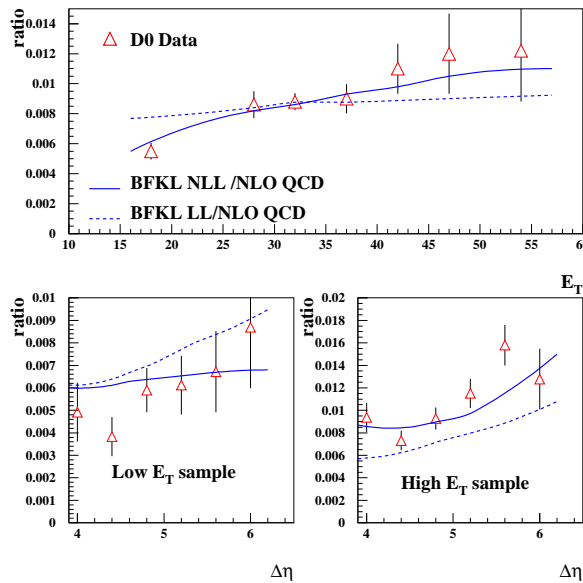 ratio
0.014
0.012
0.01
0.008
0.006
0.004
0.002
0
D0 Data
BFKL NLL /NLO QCD
BFKL LL/NLO QCD
10 15 20 25 30 35 40 45 50 55 60
E_T
ratio
0.01
0.009
0.008
0.007
0.006
0.005
0.004
0.003
0.002
0.001
0
Low E_T sample
4 5 6
Δη
ratio
0.02
0.018
0.016
0.014
0.012
0.01
0.008
0.006
0.004
0.002
0
High E_T sample
4 5 6
Δη